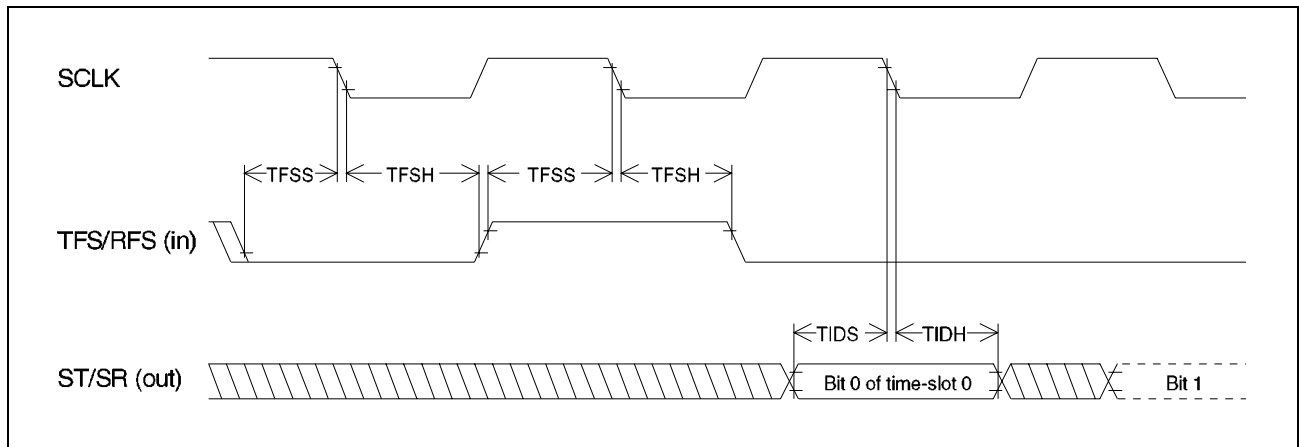 SCLK
TFSS TFSH TFSS TFSH
TFS/RFS (in)
TIDS TIDH
ST/SR (out) Bit 0 of time-slot 0 Bit 1